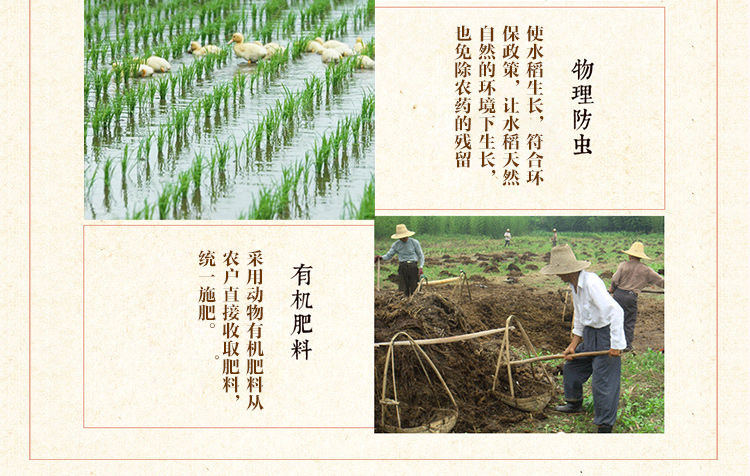 物理防虫
使水稻生长，符合环
保政策，让水稻天然
自然的环境下生长，
也免除农药的残留
有机肥料
采用动物有机肥料从
农户直接收取肥料，
统一施肥。
。